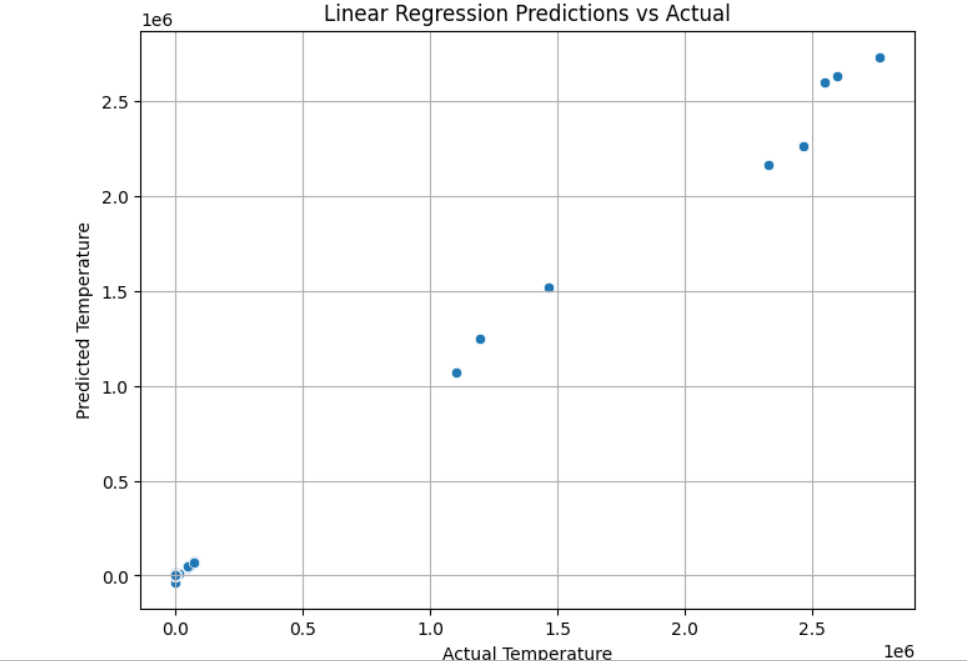 Linear Regression Predictions vs Actual
1e6
2.5
2.0
1.5
1.0
0.5
0.0
Predicted Temperature
0.0 0.5 1.0 1.5 2.0 2.5
1e6
Actual Temperature